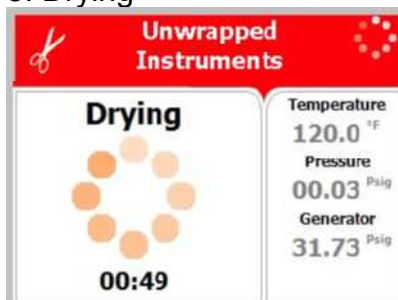 Unwrapped
Instruments
Drying
00:49
Temperature
120.0 °F
Pressure
00.03 Psig
Generator
31.73 Psig